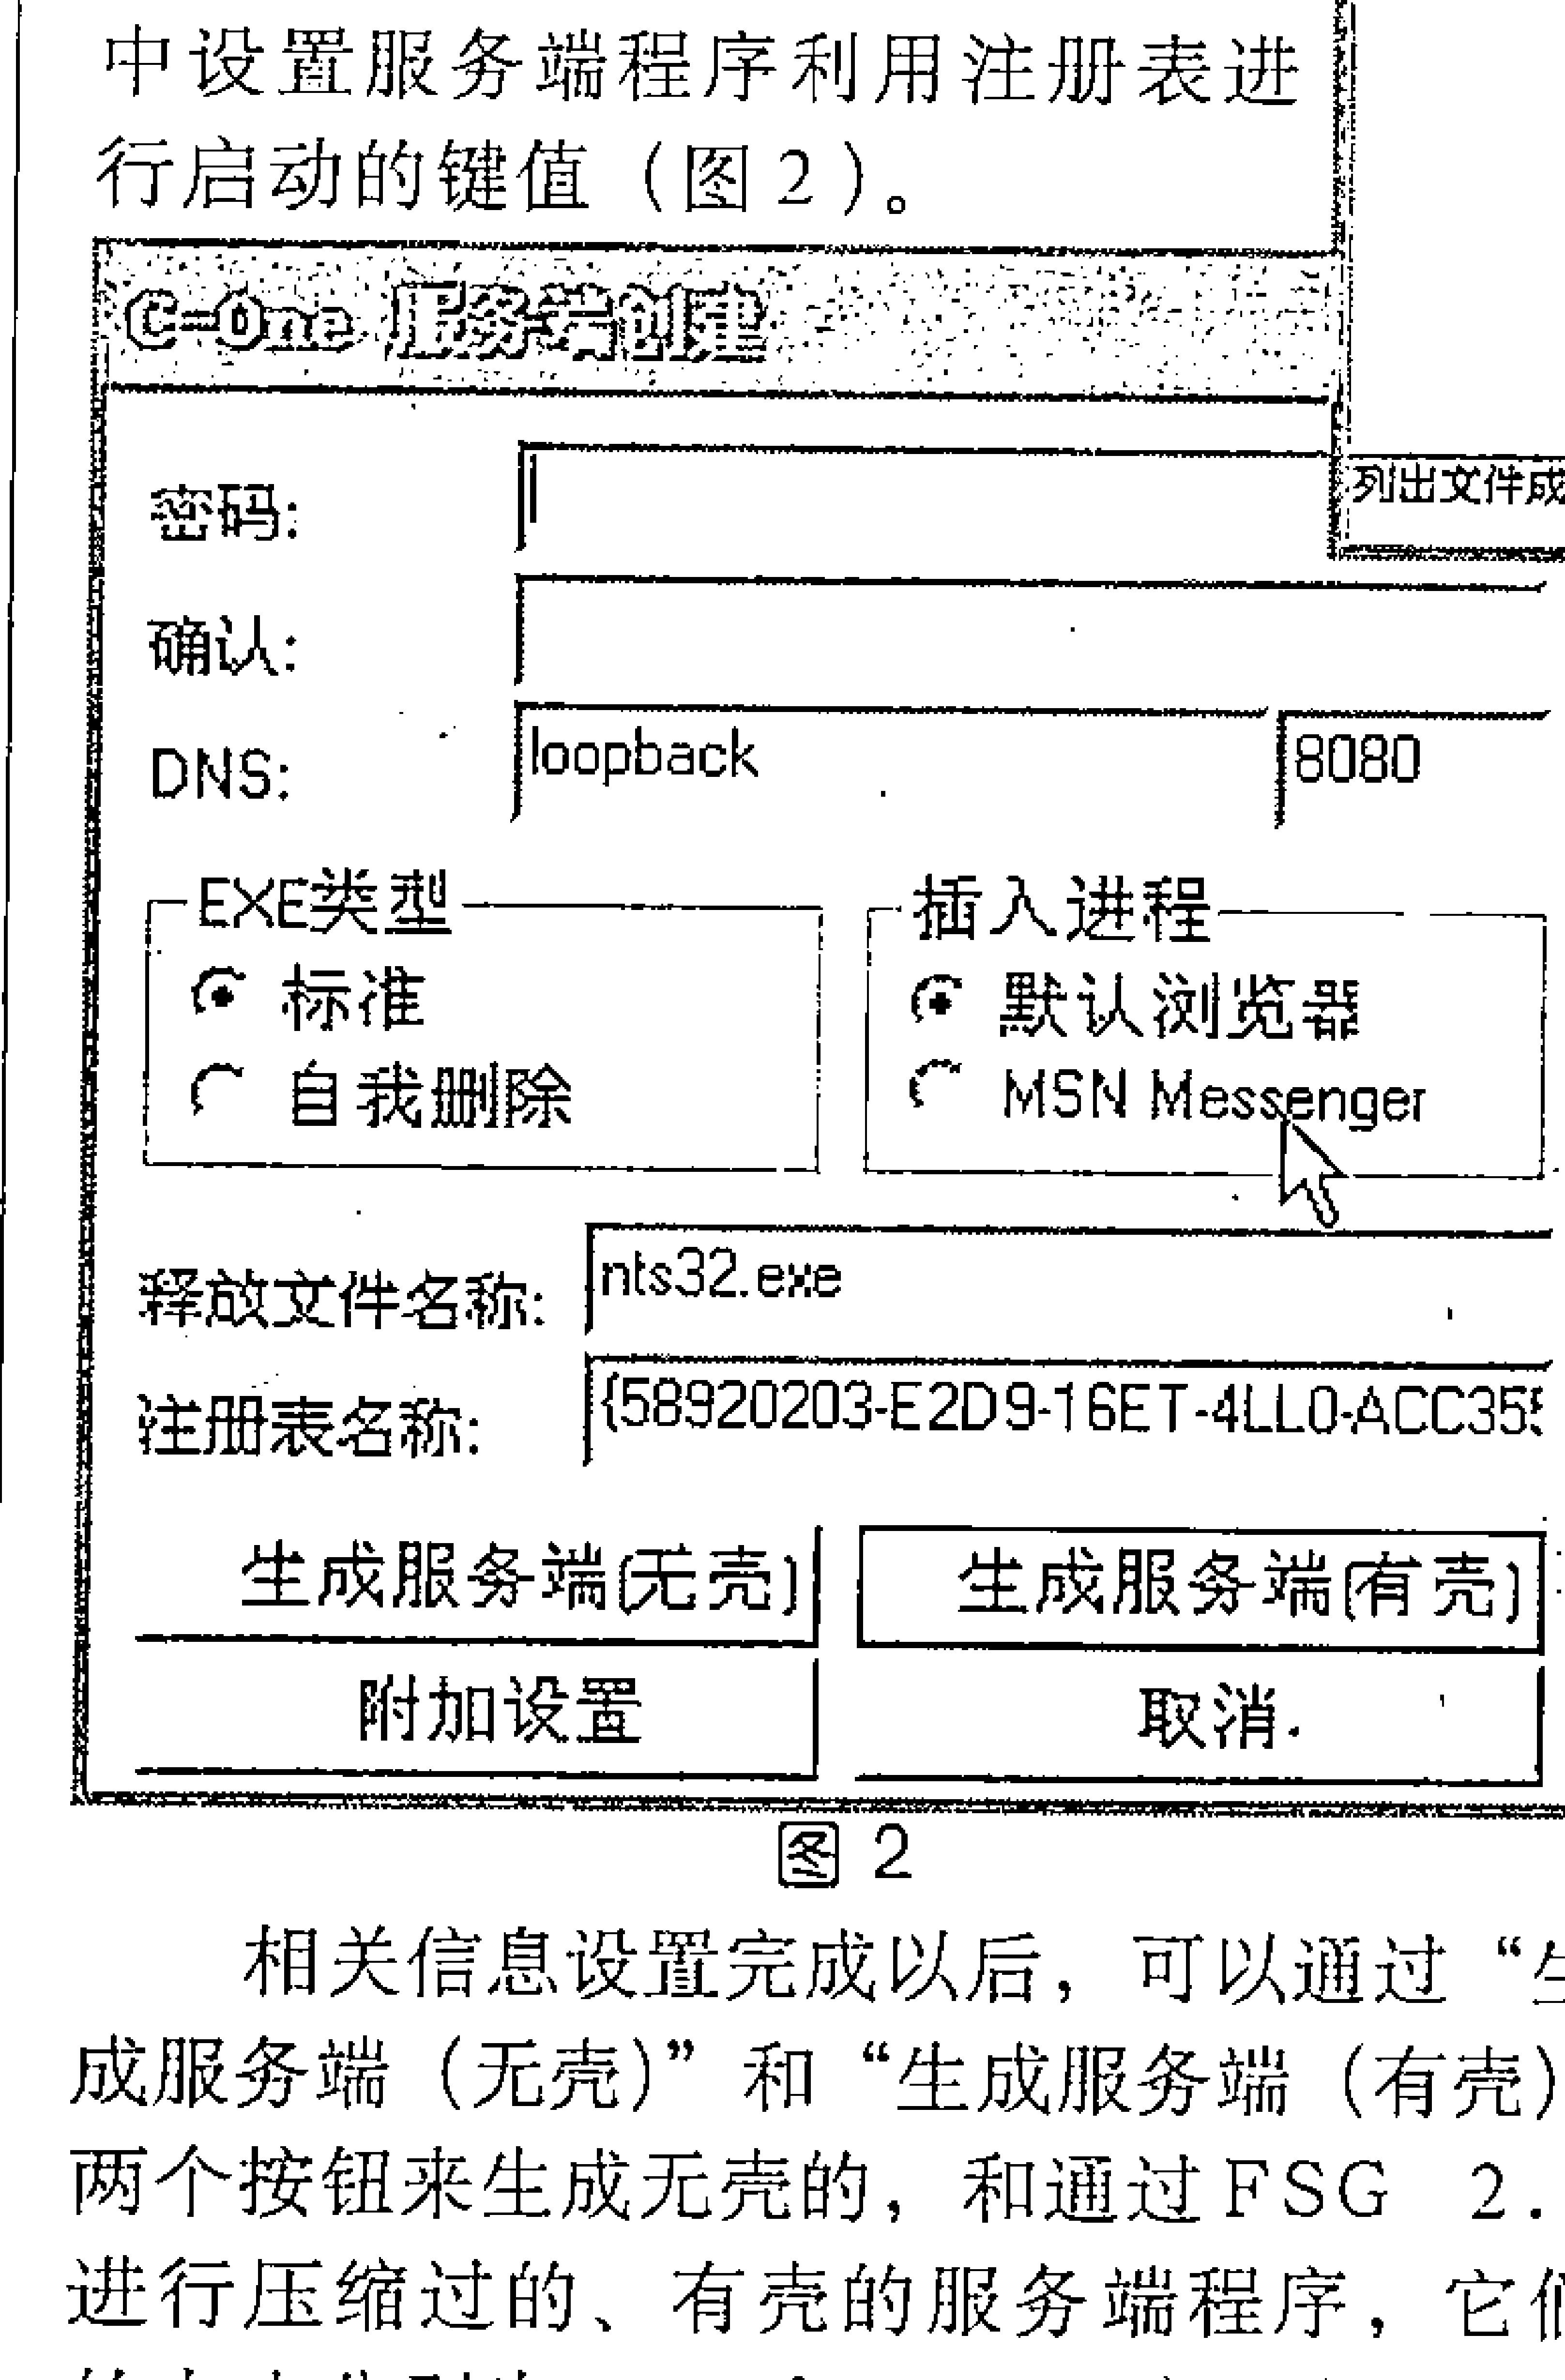 中设置服务端程序利用注册表进
行启动的键值（图2）。
C-One 服务端创建
密码:
列出文件成
确认:
DNS: loopback 8080
EXE类型 插入进程
标准 默认浏览器
自我删除 MSN Messenger
释放文件名称: nts32.exe
注册表名称: {58920203-E2D9-16ET-4LL0-ACC35
生成服务端(无壳) 生成服务端(有壳)
附加设置 取消.
图 2
相关信息设置完成以后，可以通过“生
成服务端（无壳）”和“生成服务端（有壳）
两个按钮来生成无壳的，和通过FSG 2.
进行压缩过的、有壳的服务端程序，它们